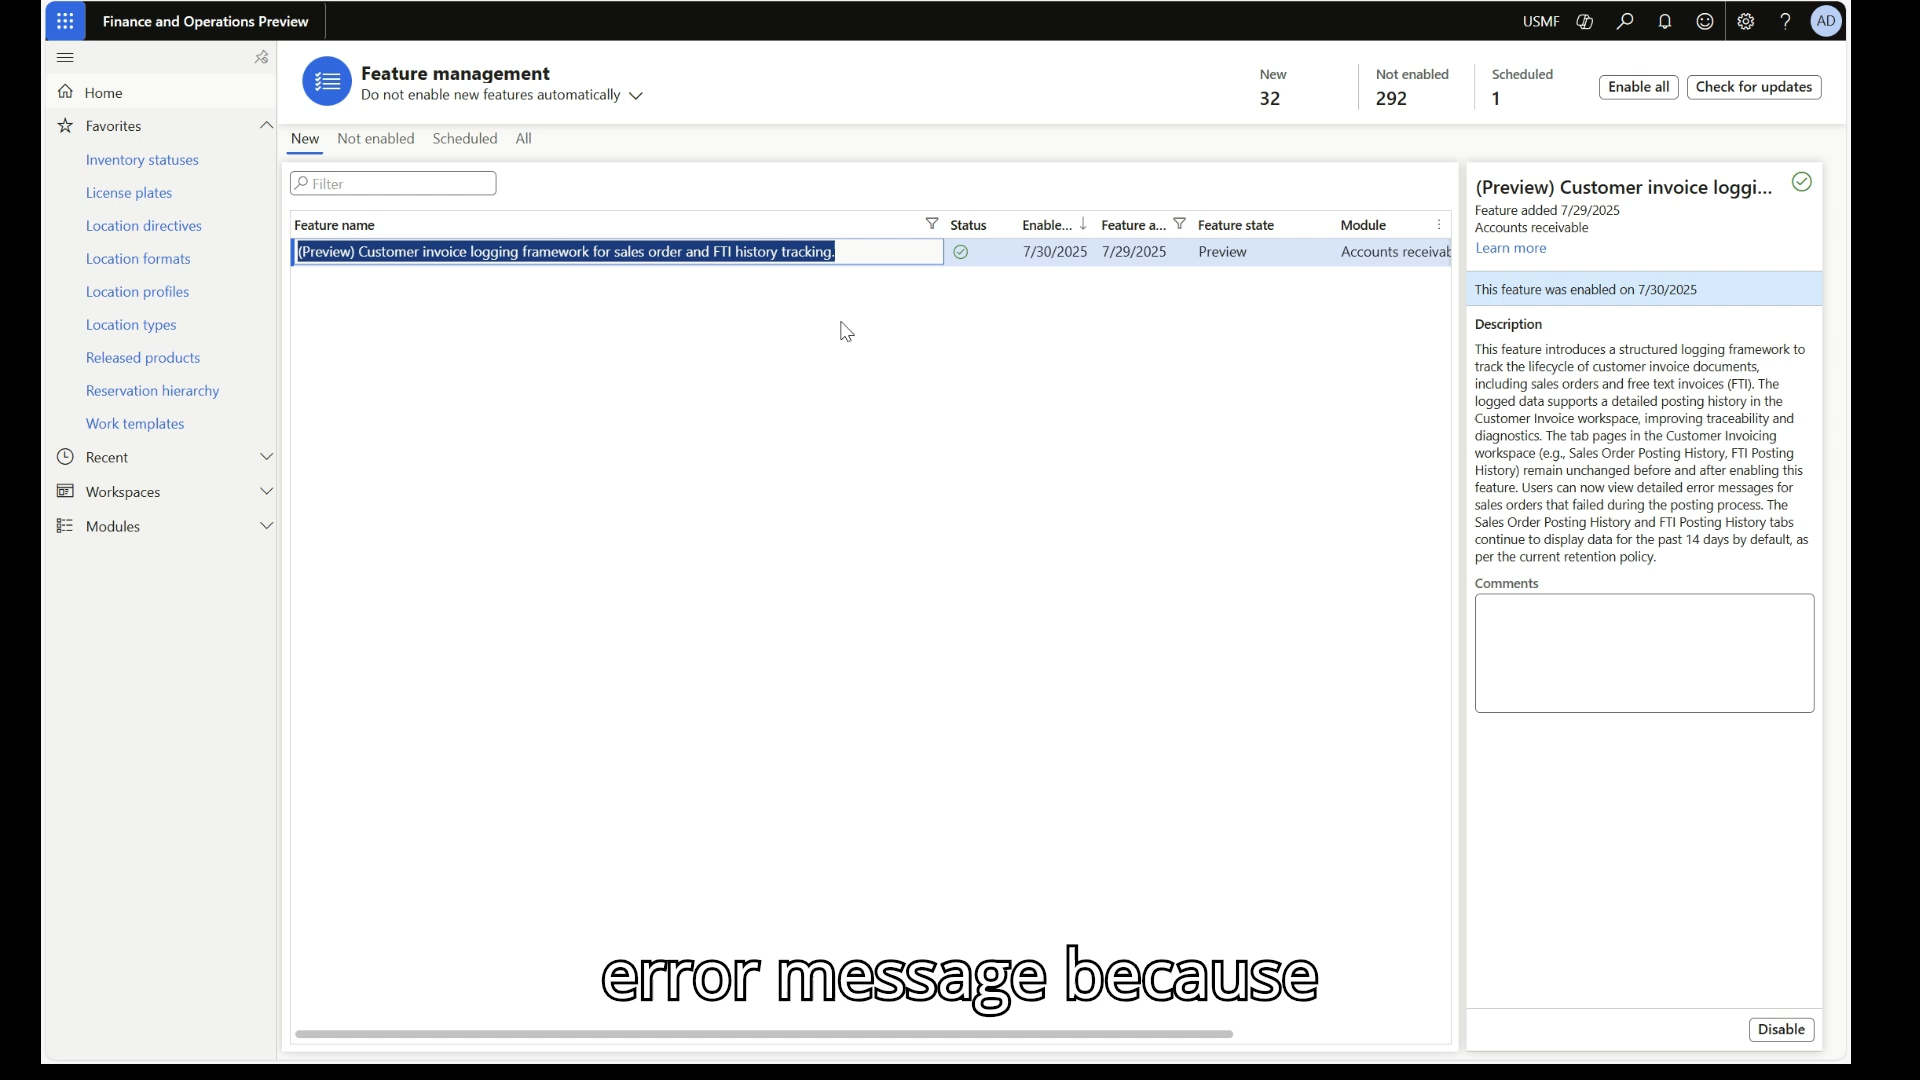 Finance and Operations Preview
USMF
AD
Home
Favorites
Inventory statuses
License plates
Location directives
Location formats
Location profiles
Location types
Released products
Reservation hierarchy
Work templates
Recent
Workspaces
Modules
Feature management
Do not enable new features automatically
New
32
Not enabled
292
Scheduled
1
Enable all
Check for updates
New Not enabled Scheduled All
Filter
Feature name Status Enable... Feature a... Feature state Module
(Preview) Customer invoice logging framework for sales order and FTI history tracking. 7/30/2025 7/29/2025 Preview Accounts receivab
(Preview) Customer invoice loggi...
Feature added 7/29/2025
Accounts receivable
Learn more
This feature was enabled on 7/30/2025
Description
This feature introduces a structured logging framework to
track the lifecycle of customer invoice documents,
including sales orders and free text invoices (FTI). The
logged data supports a detailed posting history in the
Customer Invoice workspace, improving traceability and
diagnostics. The tab pages in the Customer Invoicing
workspace (e.g., Sales Order Posting History, FTI Posting
History) remain unchanged before and after enabling this
feature. Users can now view detailed error messages for
sales orders that failed during the posting process. The
Sales Order Posting History and FTI Posting History tabs
continue to display data for the past 14 days by default, as
per the current retention policy.
Comments
Disable
error message because